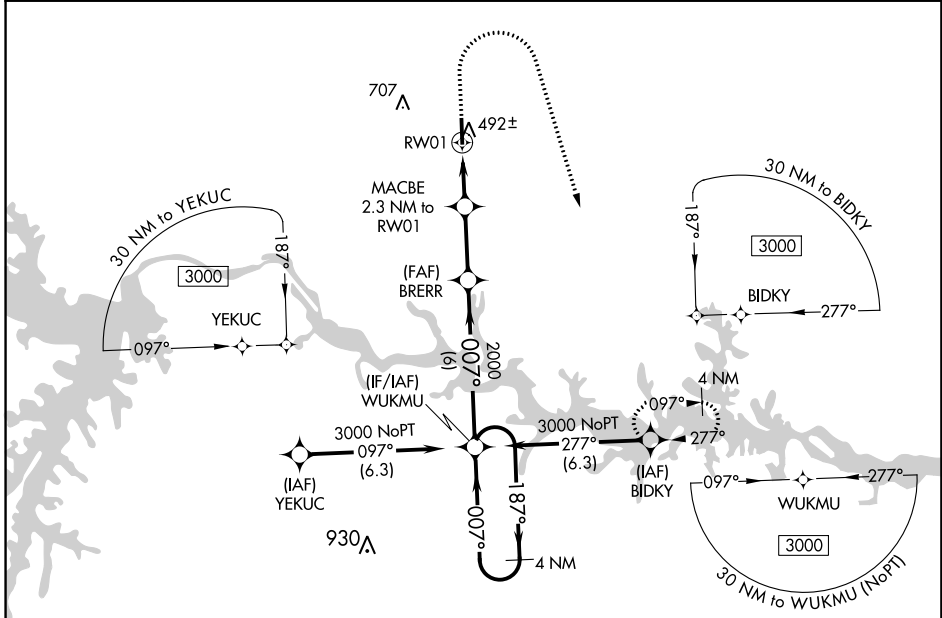 707
492±
RW01
MACBE
2.3 NM to
RW01
30 NM to YEKUC
187°
3000
YEKUC
097°
30 NM to BIDKY
187°
3000
BIDKY
277°
(FAF)
BRERR
2000
007°
(6)
(IF/IAF)
WUKMU
4 NM
097°
277°
3000 NoPT
097°
(6.3)
3000 NoPT
277°
(6.3)
(IAF)
YEKUC
(IAF)
BIDKY
007°
187°
4 NM
930
097°
277°
WUKMU
3000
30 NM to WUKMU (NoPT)